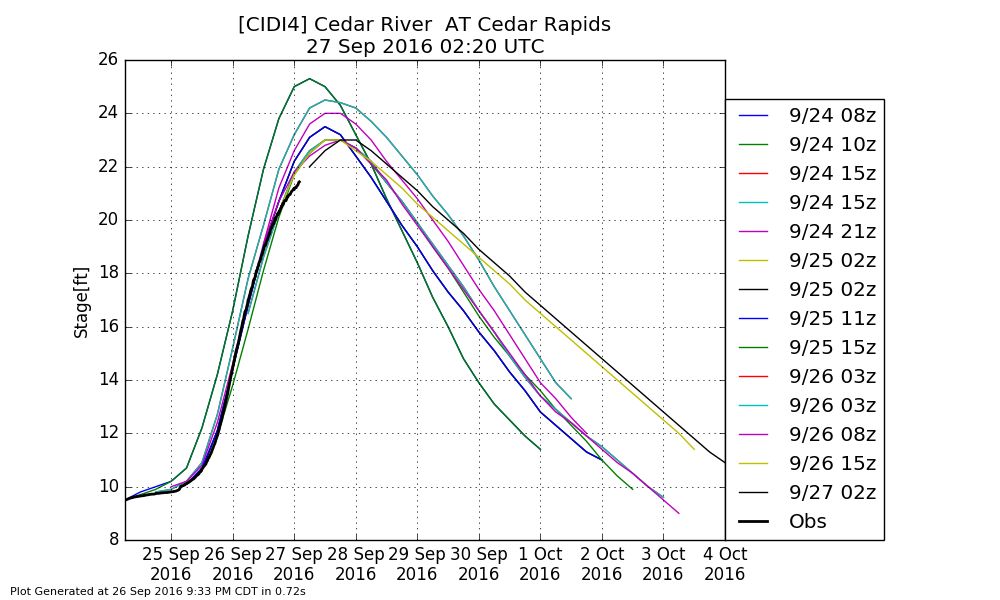 [CIDI4] Cedar River  AT Cedar Rapids
27 Sep 2016 02:20 UTC
26
24
22
20
18
16
14
12
10
8
Stage[ft]
25 Sep 26 Sep 27 Sep 28 Sep 29 Sep 30 Sep 1 Oct 2 Oct 3 Oct 4 Oct
2016 2016 2016 2016 2016 2016 2016 2016 2016 2016
9/24 08z
9/24 10z
9/24 15z
9/24 15z
9/24 21z
9/25 02z
9/25 02z
9/25 11z
9/25 15z
9/26 03z
9/26 03z
9/26 08z
9/26 15z
9/27 02z
Obs
Plot Generated at 26 Sep 2016 9:33 PM CDT in 0.72s